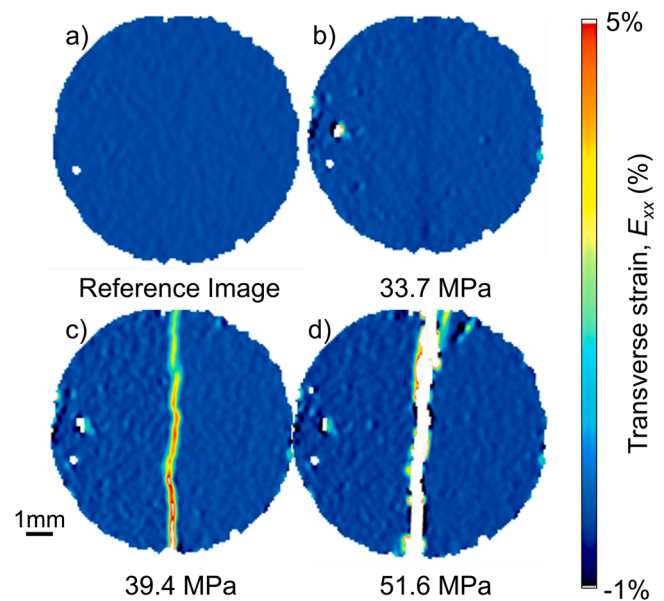 a)
b)
5%
Reference Image
33.7 MPa
Transverse strain, Exx (%)
c)
d)
1mm
39.4 MPa
51.6 MPa
-1%